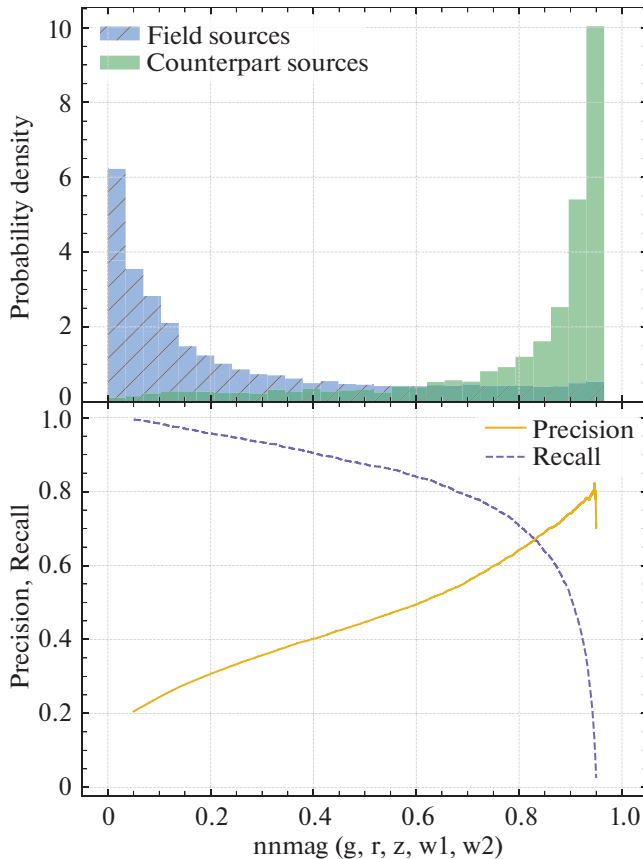 10
8
6
4
2
0
Probability density
Field sources
Counterpart sources
1.0
0.8
0.6
0.4
0.2
0
Precision, Recall
Precision
Recall
0 0.2 0.4 0.6 0.8 1.0
nnmag (g, r, z, w1, w2)